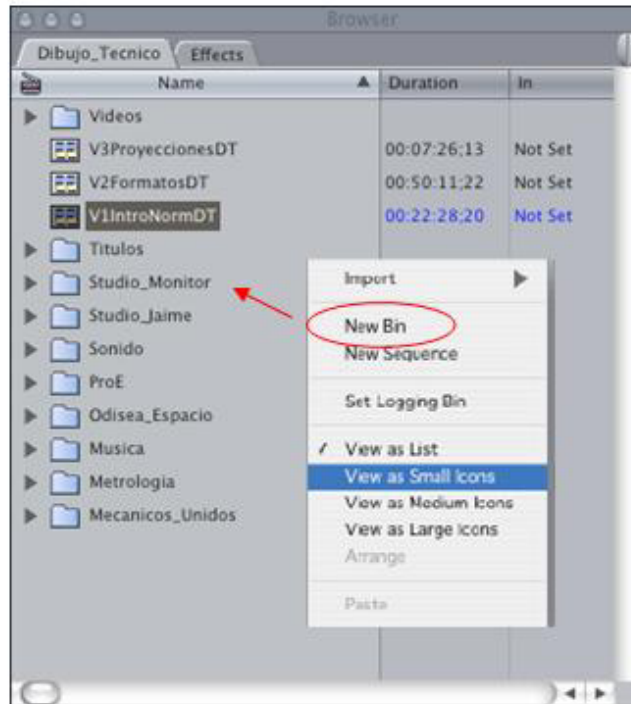 Browser
Dibujo_Tecnico Effects
Name Duration In
Videos
V3ProyeccionesDT 00:07:26;13 Not Set
V2FormatosDT 00:50:11;22 Not Set
V1IntroNormDT 00:22:28;20 Not Set
Titulos
Studio_Monitor
Studio_Jaime
Sonido
ProE
Odisea_Espacio
Musica
Metrologia
Mecanicos_Unidos
Import
New Bin
New Sequence
Set Logging Bin
✓ View as List
View as Small Icons
View as Medium Icons
View as Large Icons
Arrange
Paste